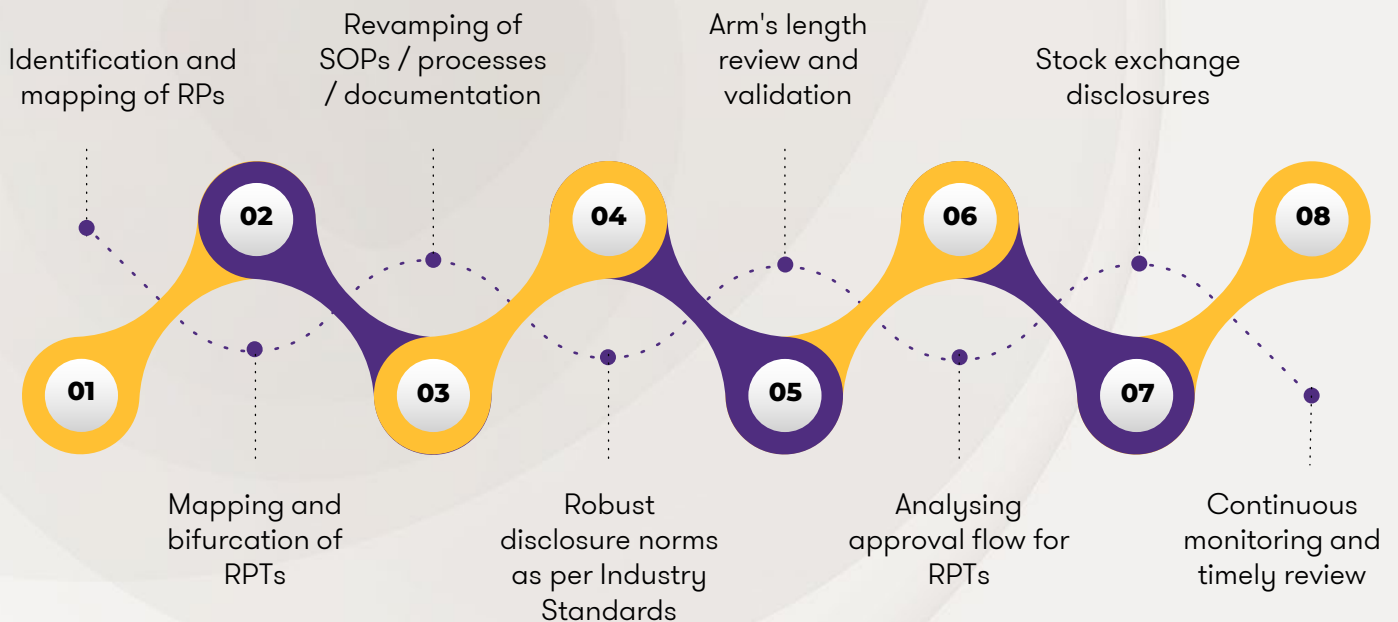 Identification and
mapping of RPs
Revamping of
SOPs / processes
/ documentation
Arm's length
review and
validation
Stock exchange
disclosures
02
04
06
08
01
03
05
07
Mapping and
bifurcation of
RPTs
Robust
disclosure norms
as per Industry
Standards
Analysing
approval flow for
RPTs
Continuous
monitoring and
timely review